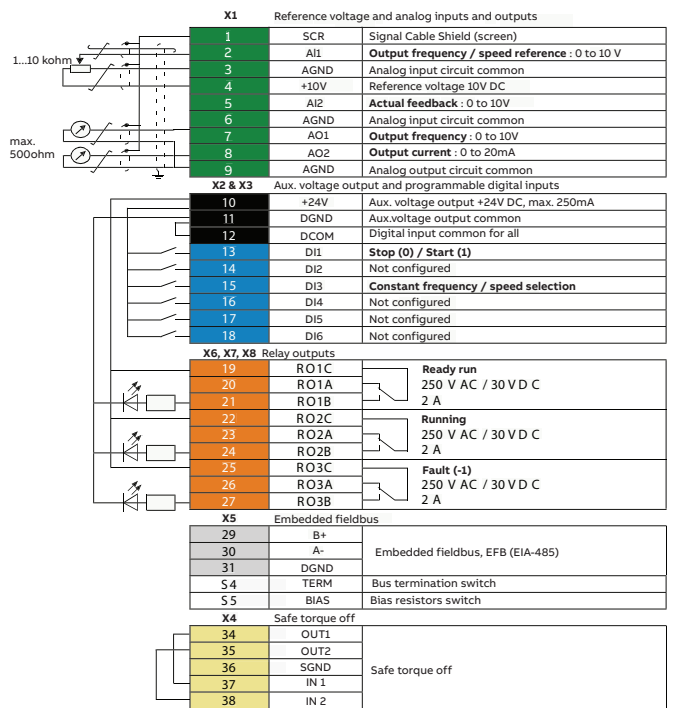 X1 Reference voltage and analog inputs and outputs
1 SCR Signal Cable Shield (screen)
2 AI1 Output frequency / speed reference : 0 to 10 V
1...10 kohm
3 AGND Analog input circuit common
4 +10V Reference voltage 10V DC
5 AI2 Actual feedback : 0 to 10V
6 AGND Analog input circuit common
7 AO1 Output frequency : 0 to 10V
max.
500ohm
8 AO2 Output current : 0 to 20mA
9 AGND Analog output circuit common
X2 & X3 Aux. voltage output and programmable digital inputs
10 +24V Aux. voltage output +24V DC, max. 250mA
11 DGND Aux.voltage output common
12 DCOM Digital input common for all
13 DI1 Stop (0) / Start (1)
14 DI2 Not configured
15 DI3 Constant frequency / speed selection
16 DI4 Not configured
17 DI5 Not configured
18 DI6 Not configured
X6, X7, X8 Relay outputs
19 RO1C Ready run
20 RO1A 250 V AC / 30 V D C
21 RO1B 2 A
22 RO2C Running
23 RO2A 250 V AC / 30 V D C
24 RO2B 2 A
25 RO3C Fault (-1)
26 RO3A 250 V AC / 30 V D C
27 RO3B 2 A
X5 Embedded fieldbus
29 B+
30 A- Embedded fieldbus, EFB (EIA-485)
31 DGND
S4 TERM Bus termination switch
S5 BIAS Bias resistors switch
X4 Safe torque off
34 OUT1
35 OUT2
36 SGND Safe torque off
37 IN 1
38 IN 2